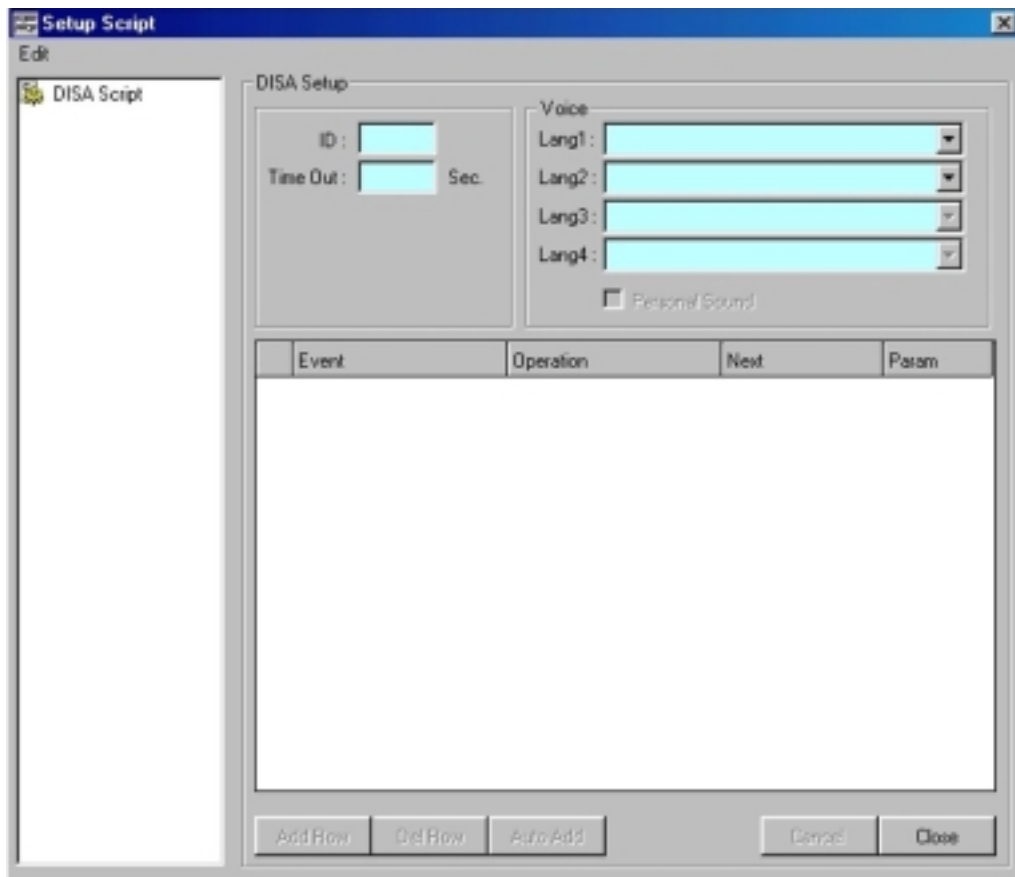 Setup Script
Edit
DISA Script
DISA Setup
ID :
Time Out : Sec.
Voice
Lang1 :
Lang2 :
Lang3 :
Lang4 :
Personal Sound
Event Operation Next Param
Add Row Del Row Auto Add Cancel Close